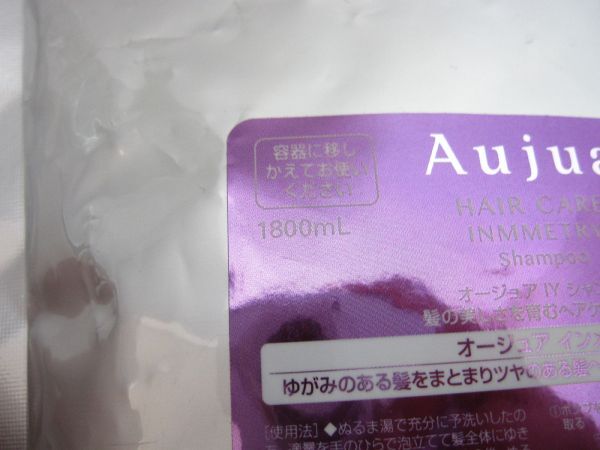 容器に移し
かえてお使い
ください
1800mL
Aujua
HAIR CARE
INMMETRY
Shampoo
オージュア IY シャン
髪の美しさを育むヘアケ
オージュア イン
ゆがみのある髪をまとまりツヤのある髪へ
[使用法]◆ぬるま湯で充分に予洗いしたの
ち、適量を手のひらで泡立てて髪全体にゆき
取る